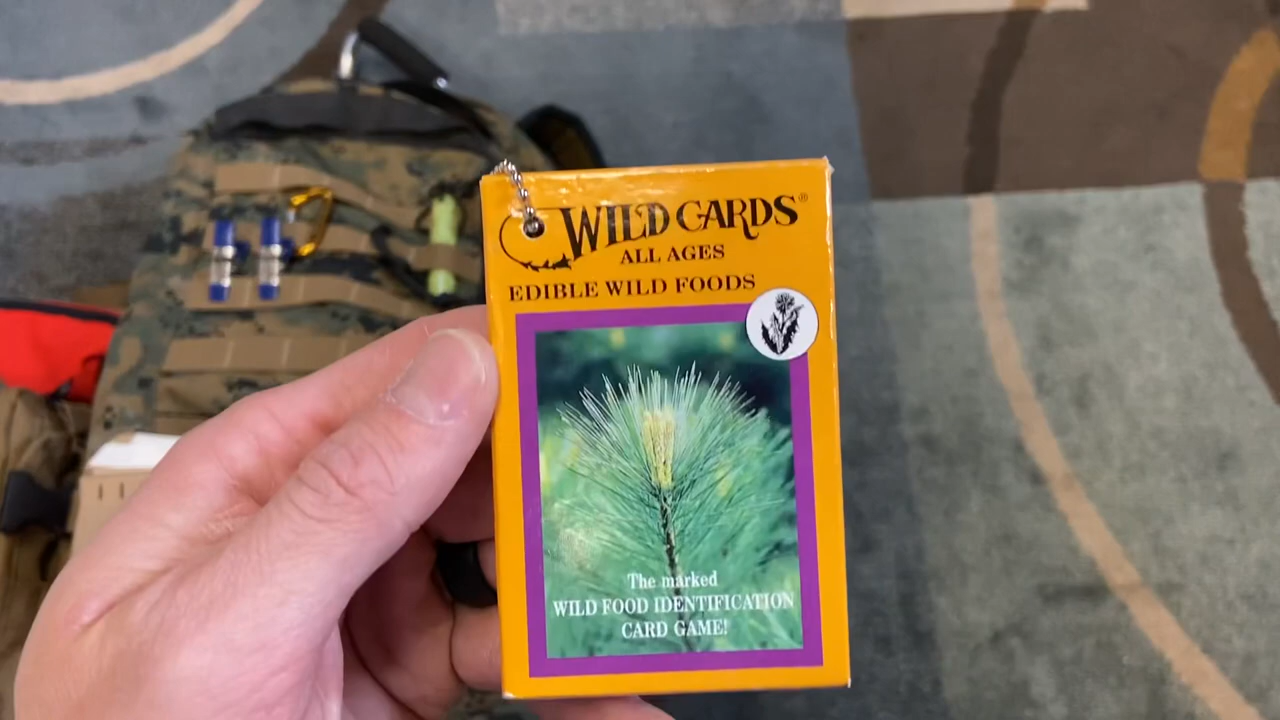 WILD CARDS®
ALL AGES
EDIBLE WILD FOODS
The marked
WILD FOOD IDENTIFICATION
CARD GAME!